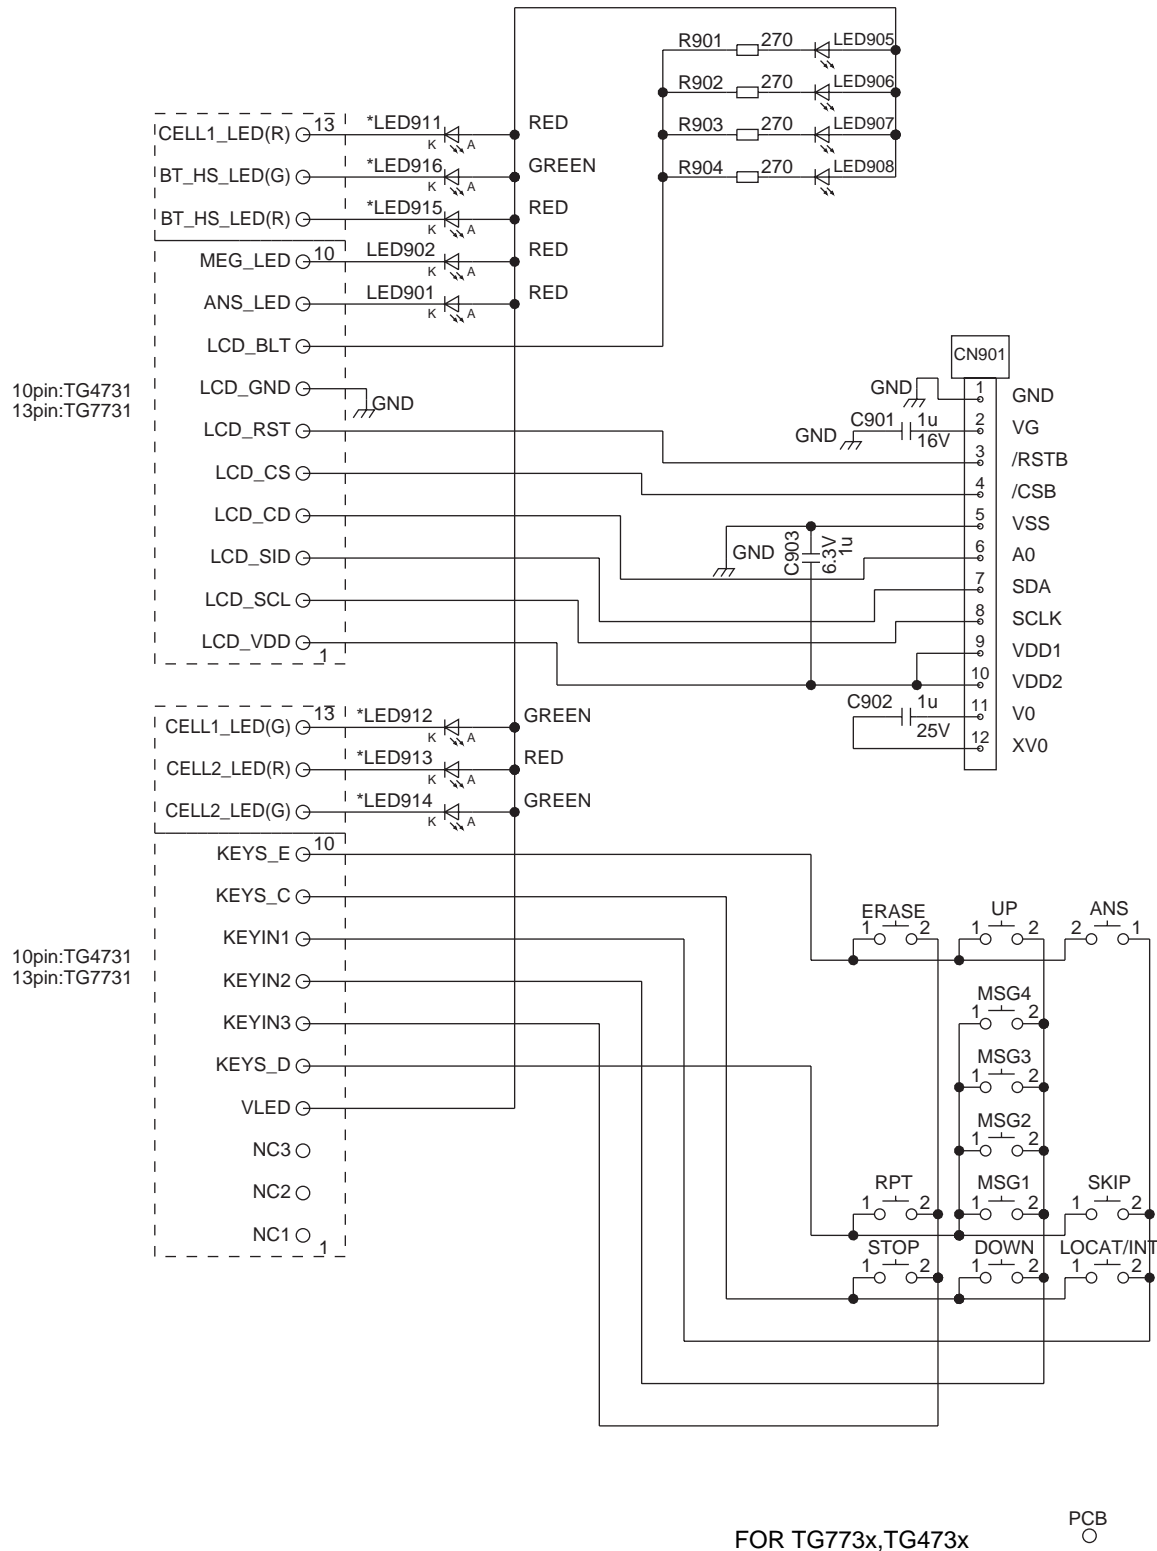 R901 270 LED905
R902 270 LED906
R903 270 LED907
R904 270 LED908
CELL1_LED(R) 13 *LED911 K A RED
BT_HS_LED(G) *LED916 K A GREEN
BT_HS_LED(R) *LED915 K A RED
MEG_LED 10 LED902 K A RED
ANS_LED LED901 K A RED
LCD_BLT
LCD_GND GND
LCD_RST
LCD_CS
LCD_CD
LCD_SID
LCD_SCL
LCD_VDD
1
10pin:TG4731
13pin:TG7731
CN901
GND 1 GND
GND C901 1u 16V 2 VG
3 /RSTB
4 /CSB
5 VSS
GND C903 6.3V 1u 6 A0
7 SDA
8 SCLK
9 VDD1
10 VDD2
C902 1u 25V 11 V0
12 XV0
CELL1_LED(G) 13 *LED912 K A GREEN
CELL2_LED(R) *LED913 K A RED
CELL2_LED(G) *LED914 K A GREEN
KEYS_E 10
KEYS_C
KEYIN1
KEYIN2
KEYIN3
KEYS_D
VLED
NC3
NC2
NC1
1
10pin:TG4731
13pin:TG7731
ERASE UP ANS
1 2 1 2 2 1
MSG4
1 2
MSG3
1 2
MSG2
1 2
RPT MSG1 SKIP
1 2 1 2 1 2
STOP DOWN LOCAT/INT
1 2 1 2 1 2
PCB
FOR TG773x,TG473x